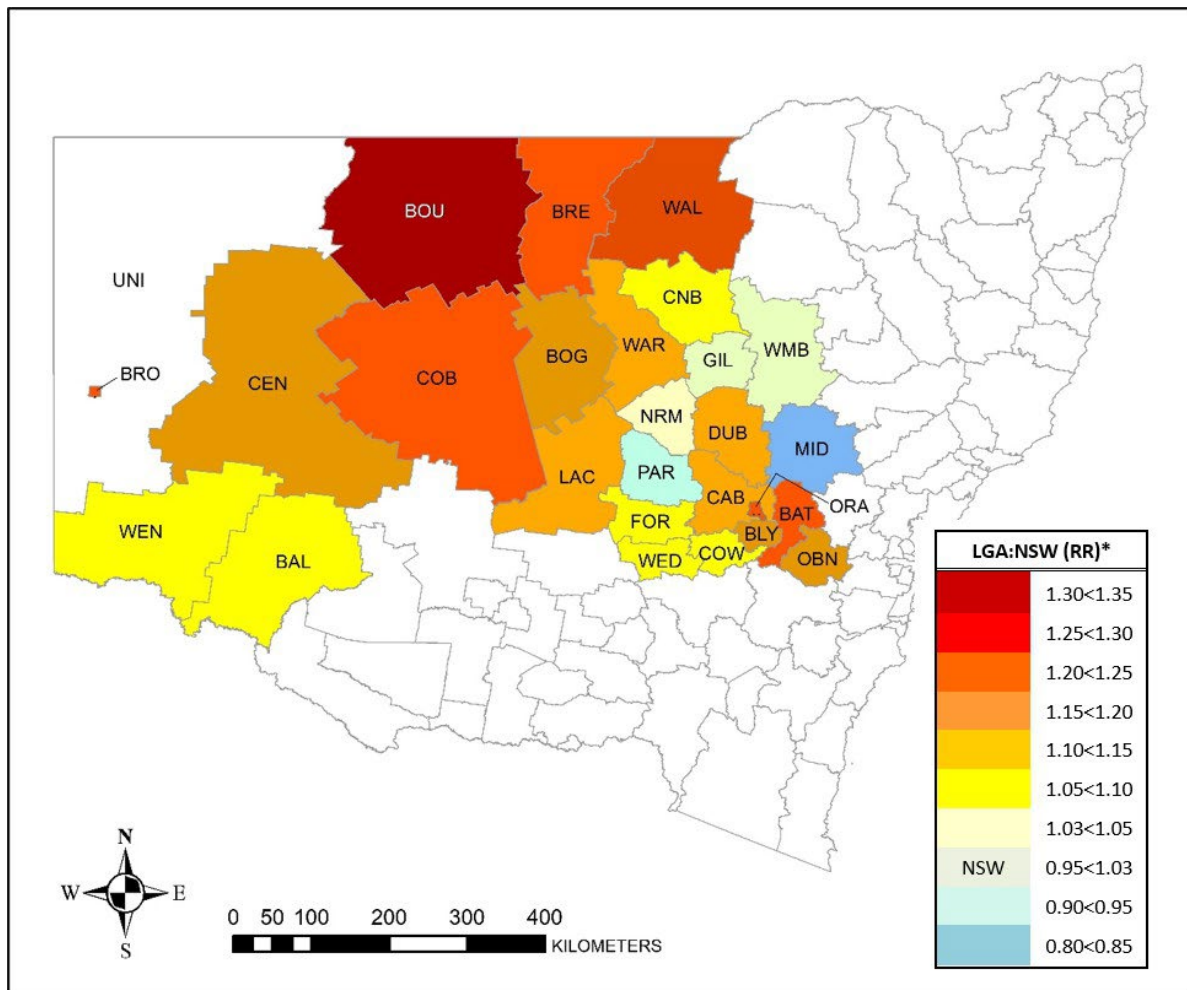 BOU
BRE
WAL
UNI
CNB
WAR
GIL
WMB
BOG
BRO
CEN
COB
NRM
DUB
MID
PAR
LAC
CAB
ORA
BAT
FOR
BLY
WEN
WED
COW
OBN
BAL
LGA:NSW (RR)*
1.30<1.35
1.25<1.30
1.20<1.25
1.15<1.20
1.10<1.15
1.05<1.10
1.03<1.05
NSW 0.95<1.03
0.90<0.95
0.80<0.85
N
W E
S
0 50 100 200 300 400
KILOMETERS